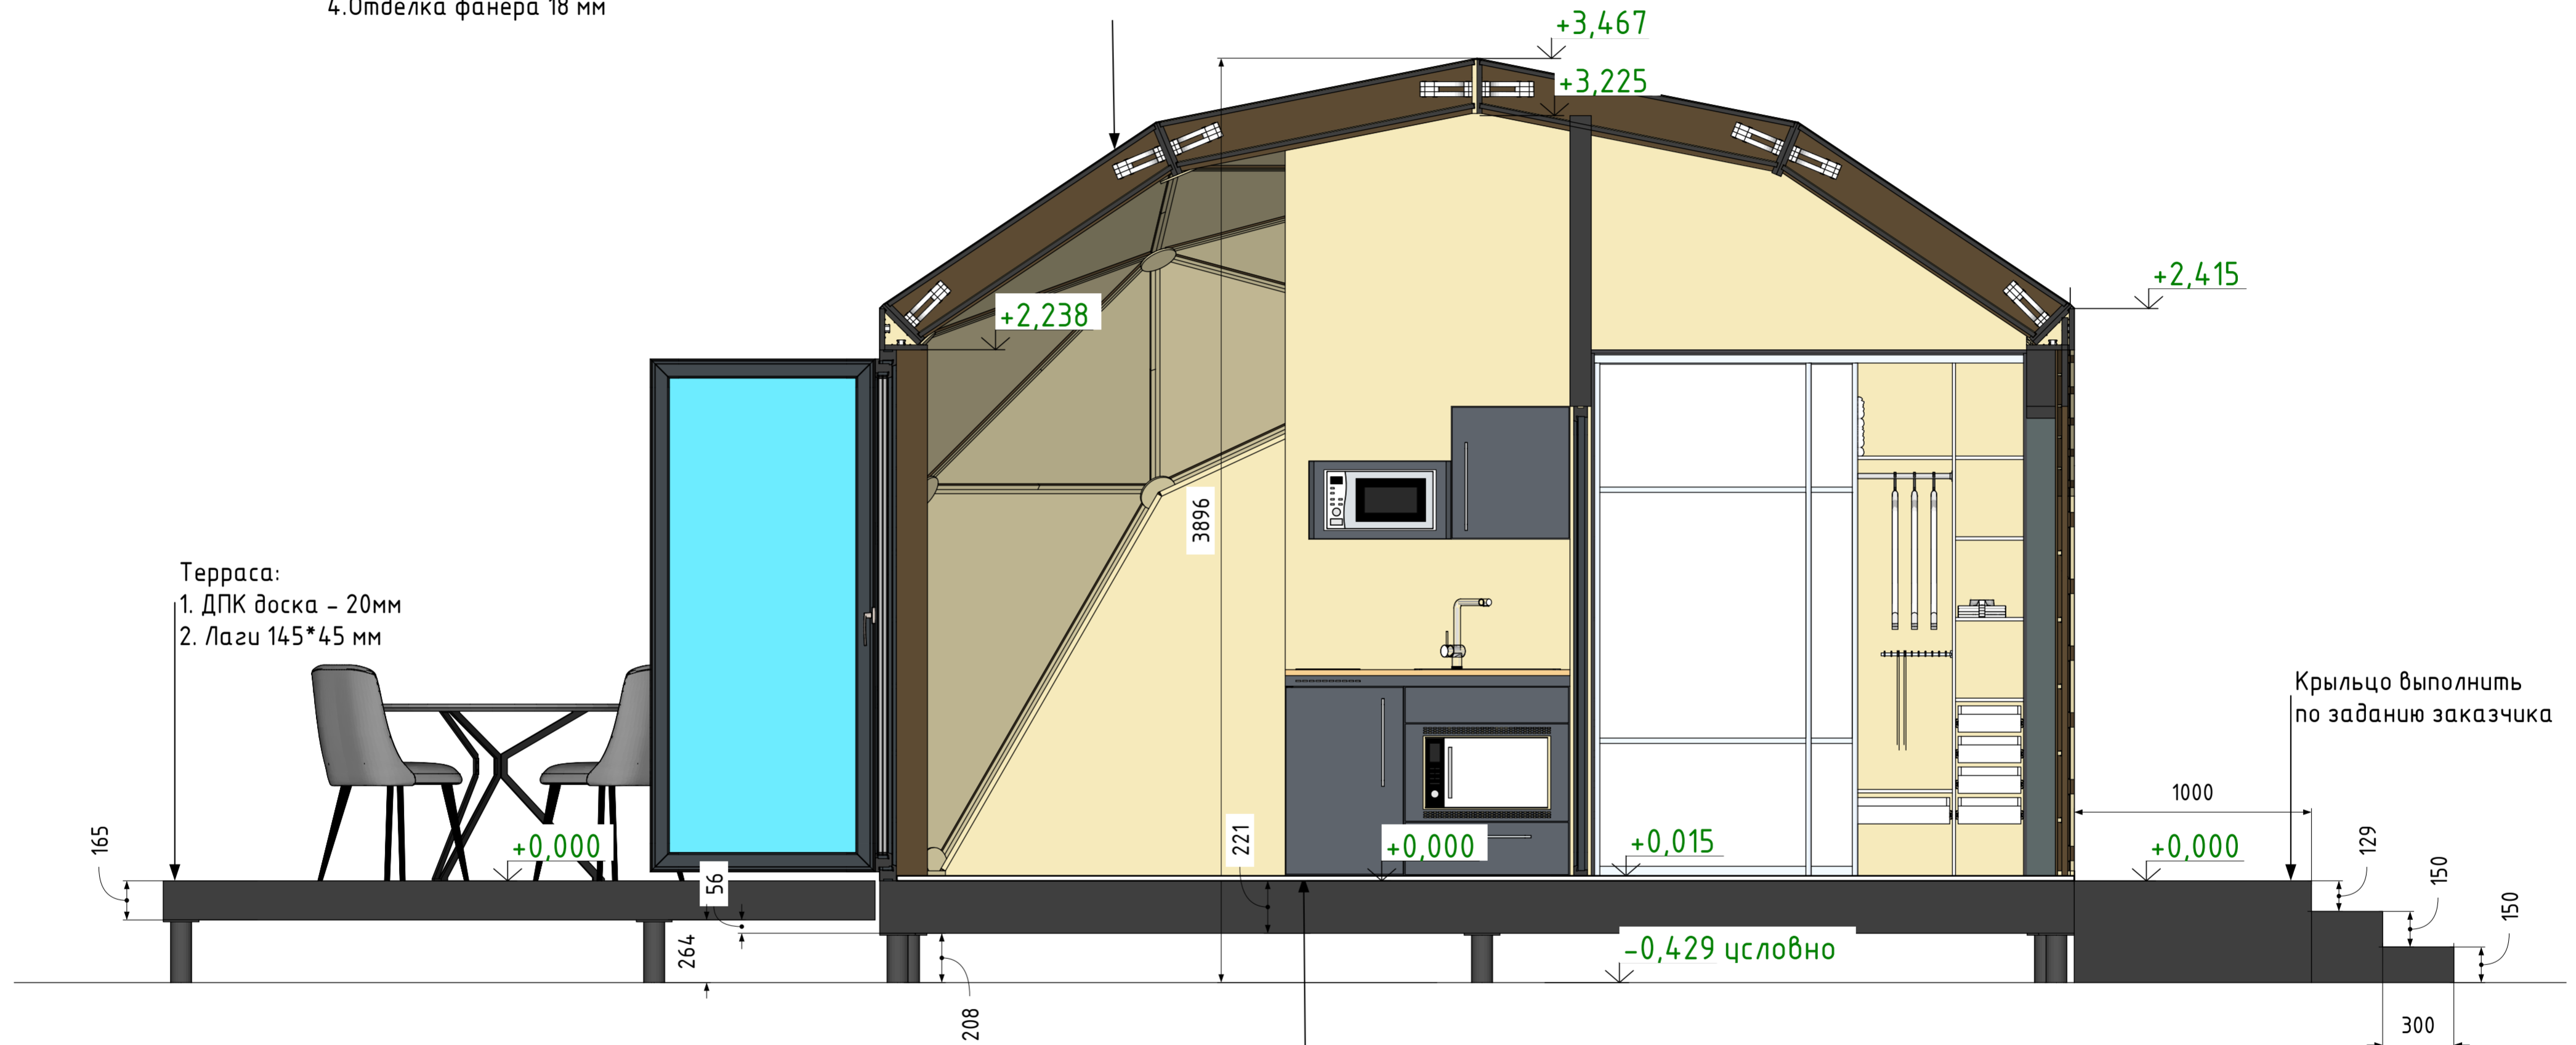 4.Отделка фанера 18 мм
+3,467
+3,225
+2,415
+2,238
3896
Терраса:
1. ДПК доска - 20мм
2. Лаги 145*45 мм
Крыльцо выполнить
по заданию заказчика
1000
165
+0,000
56
221
+0,000
+0,015
+0,000
129
150
150
264
208
-0,429 цсловно
300